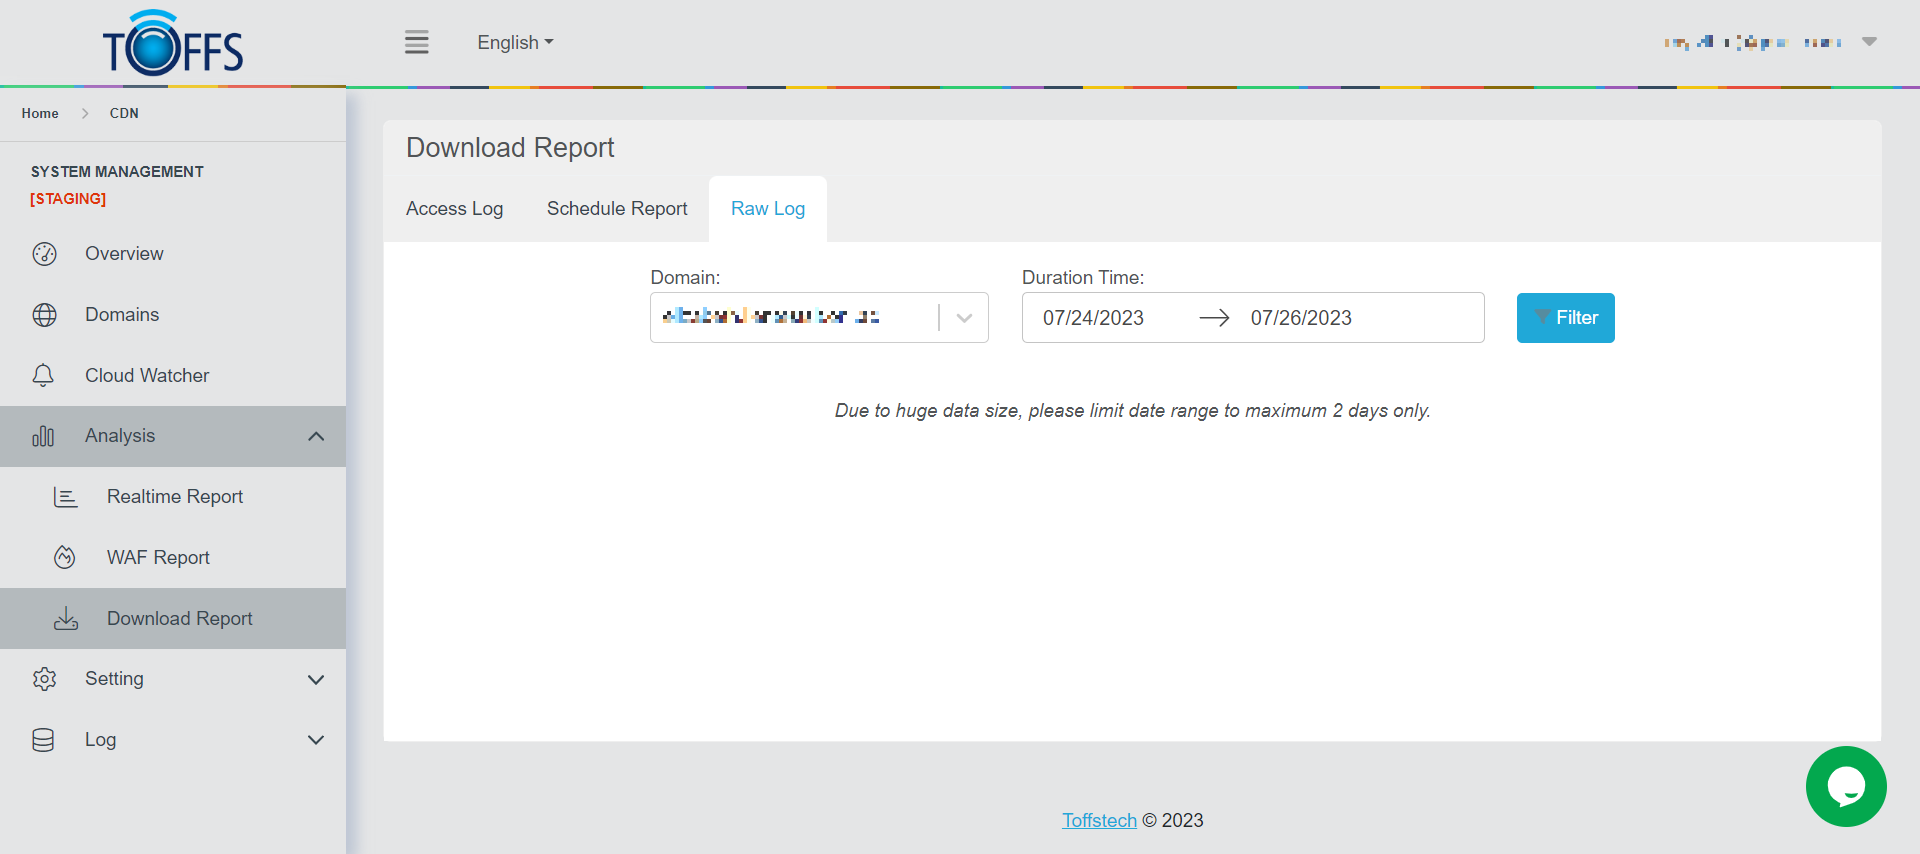 TOFFS
English
Home > CDN
SYSTEM MANAGEMENT
[STAGING]
Overview
Domains
Cloud Watcher
Analysis
Realtime Report
WAF Report
Download Report
Setting
Log
Download Report
Access Log
Schedule Report
Raw Log
Domain:
Duration Time:
07/24/2023 → 07/26/2023
Filter
Due to huge data size, please limit date range to maximum 2 days only.
Toffstech © 2023